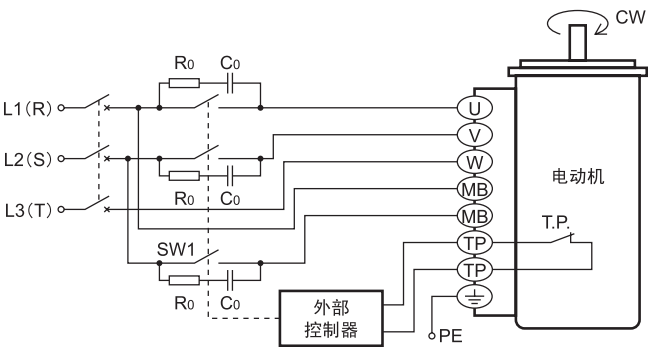 CW
R0 C0
L1(R)
U
V
L2(S)
W
电动机
R0 C0
MB
L3(T)
MB
T.P.
SW1
TP
TP
R0 C0
外部
控制器
PE